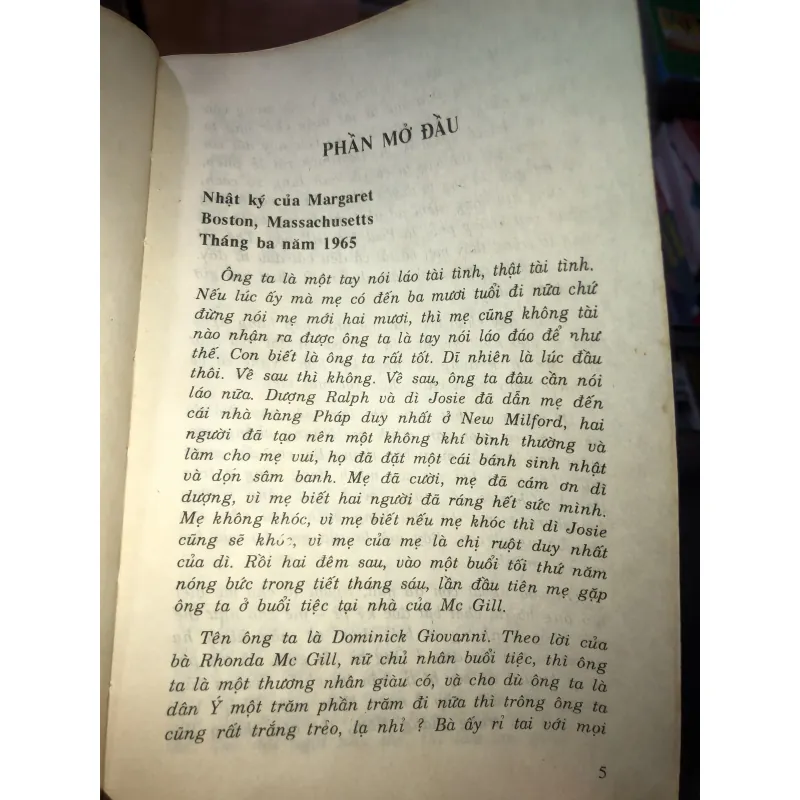 PHẦN MỞ ĐẦU
Nhật ký của Margaret
Boston, Massachusetts
Tháng ba năm 1965
Ông ta là một tay nói láo tài tình, thật tài tình.
Nếu lúc ấy mà mẹ có đến ba mươi tuổi đi nữa chứ
đừng nói mẹ mới hai mươi, thì mẹ cũng không tài
nào nhận ra được ông ta là tay nói láo đáo để như
thế. Con biết là ông ta rất tốt. Dĩ nhiên là lúc đầu
thôi. Về sau thì không. Về sau, ông ta đâu cần nói
láo nữa. Dượng Ralph và dì Josie đã dẫn mẹ đến
cái nhà hàng Pháp duy nhất ở New Milford, hai
người đã tạo nên một không khí bình thường và
làm cho mẹ vui, họ đã đặt một cái bánh sinh nhật
và dọn sâm banh. Mẹ đã cười, mẹ đã cám ơn dì
dượng, vì mẹ biết hai người đã ráng hết sức mình.
Mẹ không khóc, vì mẹ biết nếu mẹ khóc thì dì Josie
cũng sẽ khóc, vì mẹ của mẹ là chị ruột duy nhất
của dì. Rồi hai đêm sau, vào một buổi tối thứ năm
nóng bức trong tiết tháng sáu, lần đầu tiên mẹ gặp
ông ta ở buổi tiệc tại nhà của Mc Gill.
Tên ông ta là Dominick Giovanni. Theo lời của
bà Rhonda Mc Gill, nữ chủ nhân buổi tiệc, thì ông
ta là một thương nhân giàu có, và cho dù ông ta là
dân Ý một trăm phần trăm đi nữa thì trông ông ta
cũng rất trắng trẻo, lạ nhỉ ? Bà ấy rỉ tai với mọi
5